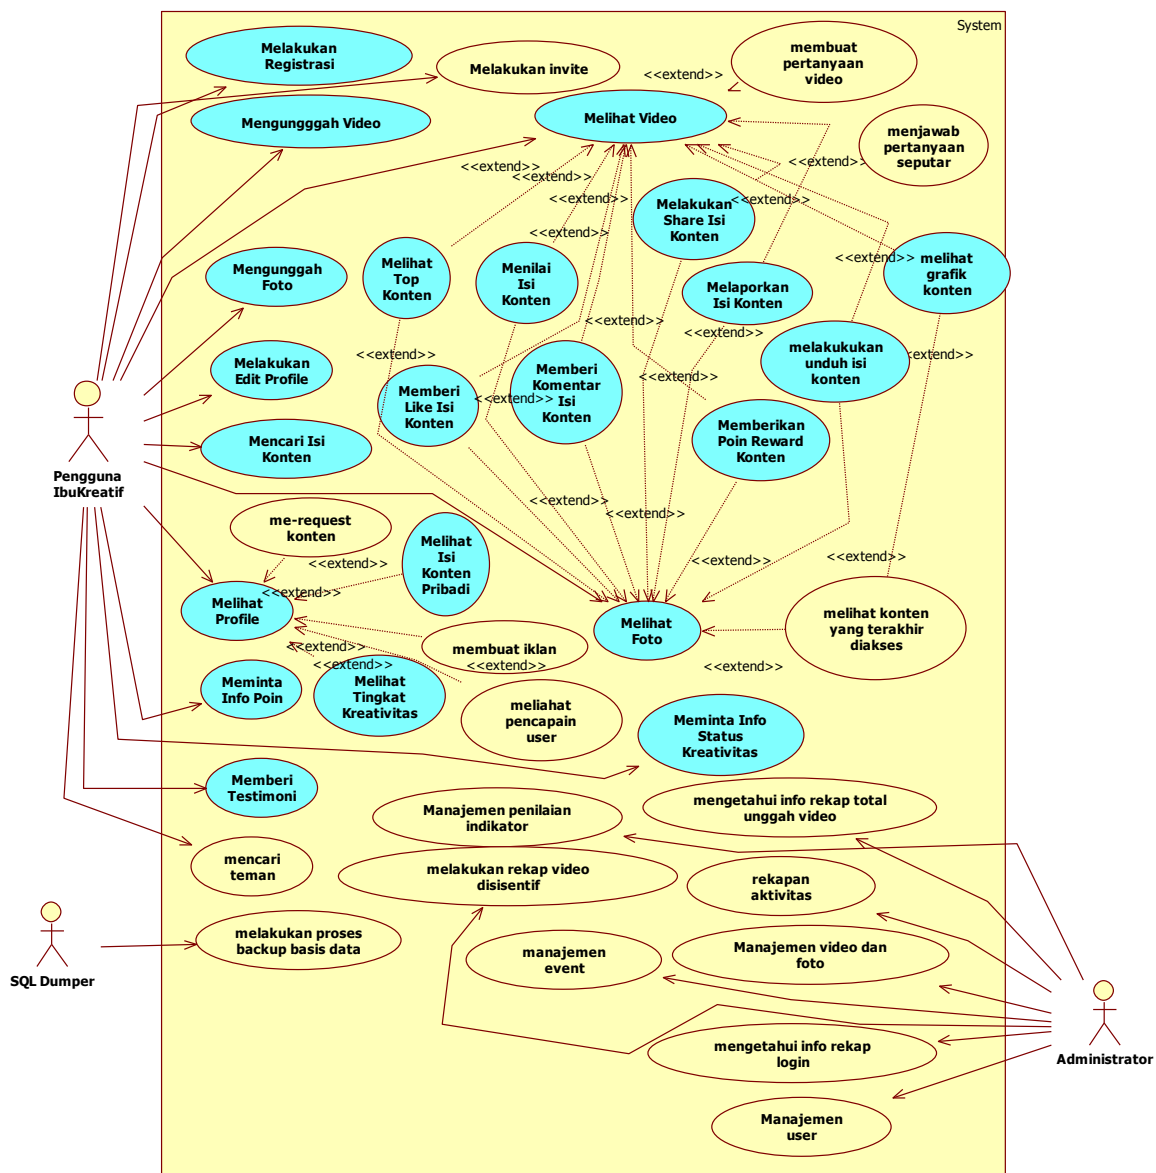 System
Melakukan
Registrasi
Melakukan invite
membuat
pertanyaan
video
<<extend>>
Mengungggah Video
Melihat Video
menjawab
pertanyaan
seputar
<<extend>>
<<extend>>
<<extend>>
<<extend>>
<<extend>>
Melakukan
Share Isi
Konten
<<extend>>
<<extend>>
<<extend>>
Mengunggah
Foto
Melihat
Top
Konten
Menilai
Isi
Konten
Melaporkan
Isi Konten
melihat
grafik
konten
<<extend>>
<<extend>>
<<extend>>
<<extend>>
<<extend>>
Melakukan
Edit Profile
Memberi
Like Isi
Konten
<<extend>>
Memberi
Komentar
Isi
Konten
<<extend>>
melakukukan
unduh isi
konten
Mencari Isi
Konten
Memberikan
Poin Reward
Konten
Pengguna
IbuKreatif
<<extend>>
<<extend>>
me-request
konten
<<extend>>
<<extend>>
Melihat
Isi
Konten
Pribadi
<<extend>>
<<extend>>
Melihat
Profile
Melihat
Foto
melihat konten
yang terakhir
diakses
membuat iklan
<<extend>>
<<extend>>
<<extend>>
<<extend>>
Meminta
Info Poin
Melihat
Tingkat
Kreativitas
meliahat
pencapain
user
Meminta Info
Status
Kreativitas
Memberi
Testimoni
Manajemen penilaian
indikator
mengetahui info rekap total
unggah video
mencari
teman
melakukan rekap video
disisentif
rekapan
aktivitas
melakukan proses
backup basis data
manajemen
event
Manajemen video dan
foto
SQL Dumper
mengetahui info rekap
login
Administrator
Manajemen
user